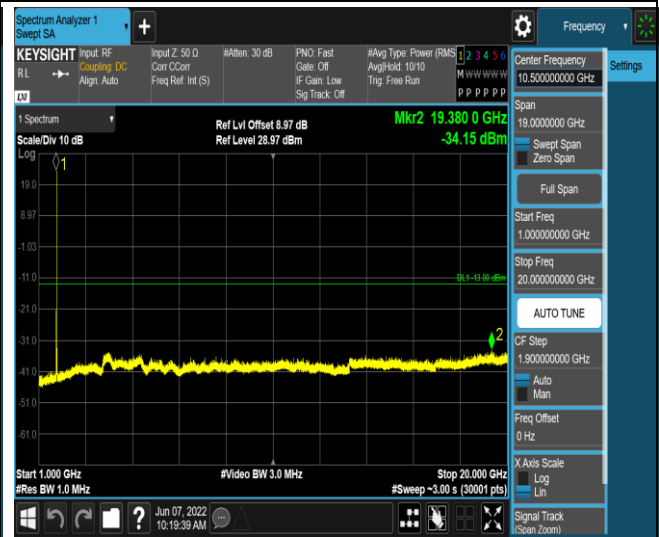 Spectrum Analyzer 1
Swept SA
Frequency
KEYSIGHT
RL
LXI
Input: RF
Coupling: DC
Align: Auto
Input Z: 50 Ω
Corr CCorr
Freq Ref: Int (S)
#Atten: 30 dB
PNO: Fast
Gate: Off
IF Gain: Low
Sig Track: Off
#Avg Type: Power (RMS
Avg|Hold: 10/10
Trig: Free Run
1 2 3 4 5 6
M W W W W W
P P P P P P
1 Spectrum
Scale/Div 10 dB
Log
Ref Lvl Offset 8.97 dB
Ref Level 28.97 dBm
Mkr2 19.380 0 GHz
-34.15 dBm
1
19.0
8.97
-1.03
-11.0
DL1 -13.00 dBm
-21.0
-31.0
2
-41.0
-51.0
-61.0
Start 1.000 GHz
#Res BW 1.0 MHz
#Video BW 3.0 MHz
Stop 20.000 GHz
#Sweep ~3.00 s (30001 pts)
Jun 07, 2022
10:19:39 AM
Center Frequency
10.500000000 GHz
Settings
Span
19.0000000 GHz
Swept Span
Zero Span
Full Span
Start Freq
1.000000000 GHz
Stop Freq
20.000000000 GHz
AUTO TUNE
CF Step
1.900000000 GHz
Auto
Man
Freq Offset
0 Hz
X Axis Scale
Log
Lin
Signal Track
(Span Zoom)